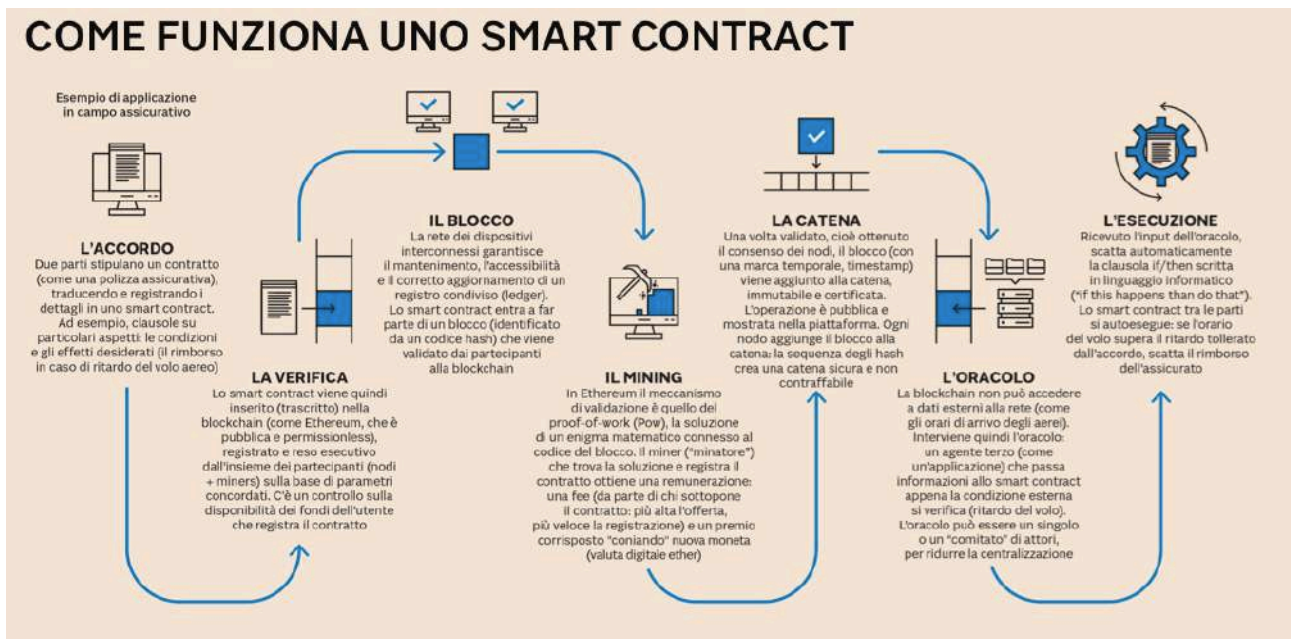 COME FUNZIONA UNO SMART CONTRACT
Esempio di applicazione
in campo assicurativo
L'ACCORDO
Due parti stipulano un contratto
(come una polizza assicurativa),
traducendo e registrando i
dettagli in uno smart contract.
Ad esempio, clausole su
particolari aspetti: le condizioni
e gli effetti desiderati (il rimborso
in caso di ritardo del volo aereo)
LA VERIFICA
Lo smart contract viene quindi
inserito (trascritto) nella
blockchain (come Ethereum, che è
pubblica e permissionless),
registrato e reso esecutivo
dall'insieme dei partecipanti (nodi
+ miners) sulla base di parametri
concordati. C'è un controllo sulla
disponibilità dei fondi dell'utente
che registra il contratto
IL BLOCCO
La rete dei dispositivi
interconnessi garantisce
il mantenimento, l'accessibilità
e il corretto aggiornamento di un
registro condiviso (ledger).
Lo smart contract entra a far
parte di un blocco (identificato
da un codice hash) che viene
validato dai partecipanti
alla blockchain
IL MINING
In Ethereum il meccanismo
di validazione è quello del
proof-of-work (Pow), la soluzione
di un enigma matematico connesso al
codice del blocco. Il miner ("minatore")
che trova la soluzione e registra il
contratto ottiene una remunerazione:
una fee (da parte di chi sottopone
il contratto: più alta l'offerta,
più veloce la registrazione) e un premio
corrisposto "coniando" nuova moneta
(valuta digitale ether)
LA CATENA
Una volta validato, cioè ottenuto
il consenso dei nodi, il blocco (con
una marca temporale, timestamp)
viene aggiunto alla catena,
immutabile e certificata.
L'operazione è pubblica e
mostrata nella piattaforma. Ogni
nodo aggiunge il blocco alla
catena: la sequenza degli hash
crea una catena sicura e non
contraffabile
L'ORACOLO
La blockchain non può accedere
a dati esterni alla rete (come
gli orari di arrivo degli aerei).
Interviene quindi l'oracolo:
un agente terzo (come
un'applicazione) che passa
informazioni allo smart contract
appena la condizione esterna
si verifica (ritardo del volo).
L'oracolo può essere un singolo
o un "comitato" di attori,
per ridurre la centralizzazione
L'ESECUZIONE
Ricevuto l'input dell'oracolo,
scatta automaticamente
la clausola if/then scritta
in linguaggio informatico
("if this happens than do that").
Lo smart contract tra le parti
si autoesegue: se l'orario
del volo supera il ritardo tollerato
dall'accordo, scatta il rimborso
dell'assicurato